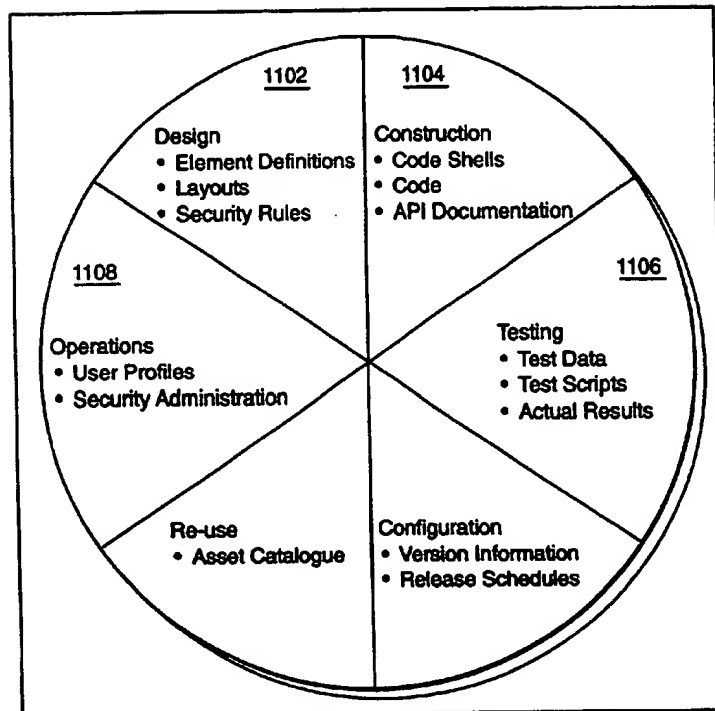 1102
Design
• Element Definitions
• Layouts
• Security Rules
1104
Construction
• Code Shells
• Code
• API Documentation
1106
Testing
• Test Data
• Test Scripts
• Actual Results
Configuration
• Version Information
• Release Schedules
Re-use
• Asset Catalogue
1108
Operations
• User Profiles
• Security Administration